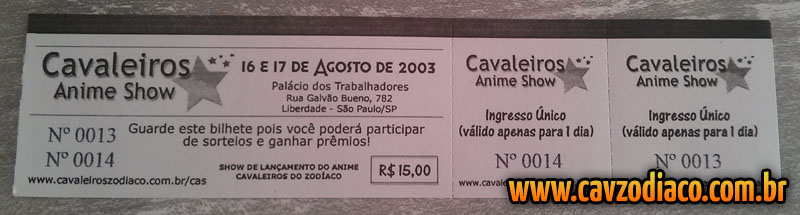 Cavaleiros
Anime Show
16 E 17 DE AGOSTO DE 2003
Palácio dos Trabalhadores
Rua Galvão Bueno, 782
Liberdade - São Paulo/SP
Nº 0013
Nº 0014
Guarde este bilhete pois você poderá participar
de sorteios e ganhar prêmios!
www.cavaleiroszodiaco.com.br/cas
SHOW DE LANÇAMENTO DO ANIME
CAVALEIROS DO ZODÍACO
R$ 15,00
Cavaleiros
Anime Show
Ingresso Único
(válido apenas para 1 dia)
Nº 0014
Cavaleiros
Anime Show
Ingresso Único
(válido apenas para 1 dia)
Nº 0013
www.cavzodiaco.com.br